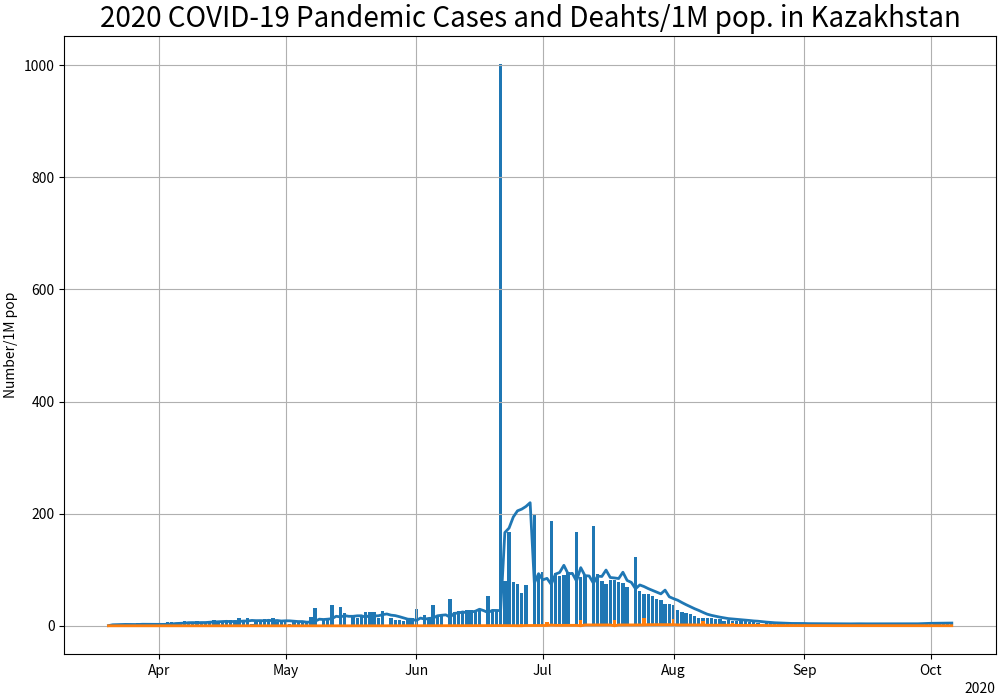 2020 COVID-19 Pandemic Cases and Deahts/1M pop. in Kazakhstan
Number/1M pop
1000
800
600
400
200
0
Apr May Jun Jul Aug Sep Oct
2020